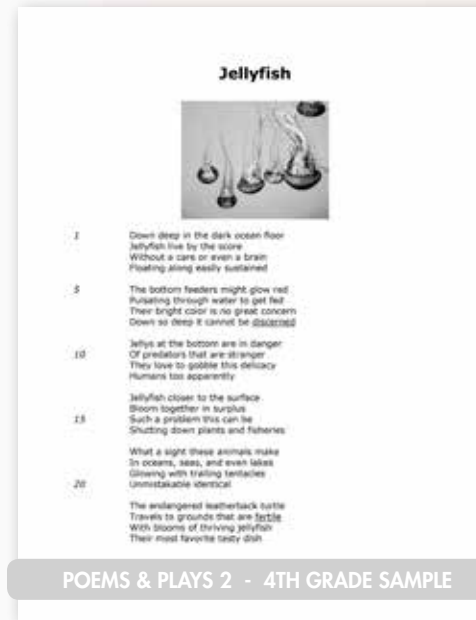 Jellyfish
1 Down deep in the dark ocean floor
Jellyfish live by the score
Without a care or even a brain
Floating along easily sustained
5 The bottom feeders might glow red
Pulsating through water to get fed
Their bright color is no great concern
Down so deep it cannot be discerned
Jellys at the bottom are in danger
10 Of predators that are stranger
They love to gobble this delicacy
Humans too apparently
Jellyfish closer to the surface
Bloom together in surplus
15 Such a problem this can be
Shutting down plants and fisheries
What a sight these animals make
In oceans, seas, and even lakes
Glowing with trailing tentacles
20 Unmistakable identical
The endangered leatherback turtle
Travels to grounds that are fertile
With blooms of thriving jellyfish
Their most favorite tasty dish
POEMS & PLAYS 2 - 4TH GRADE SAMPLE